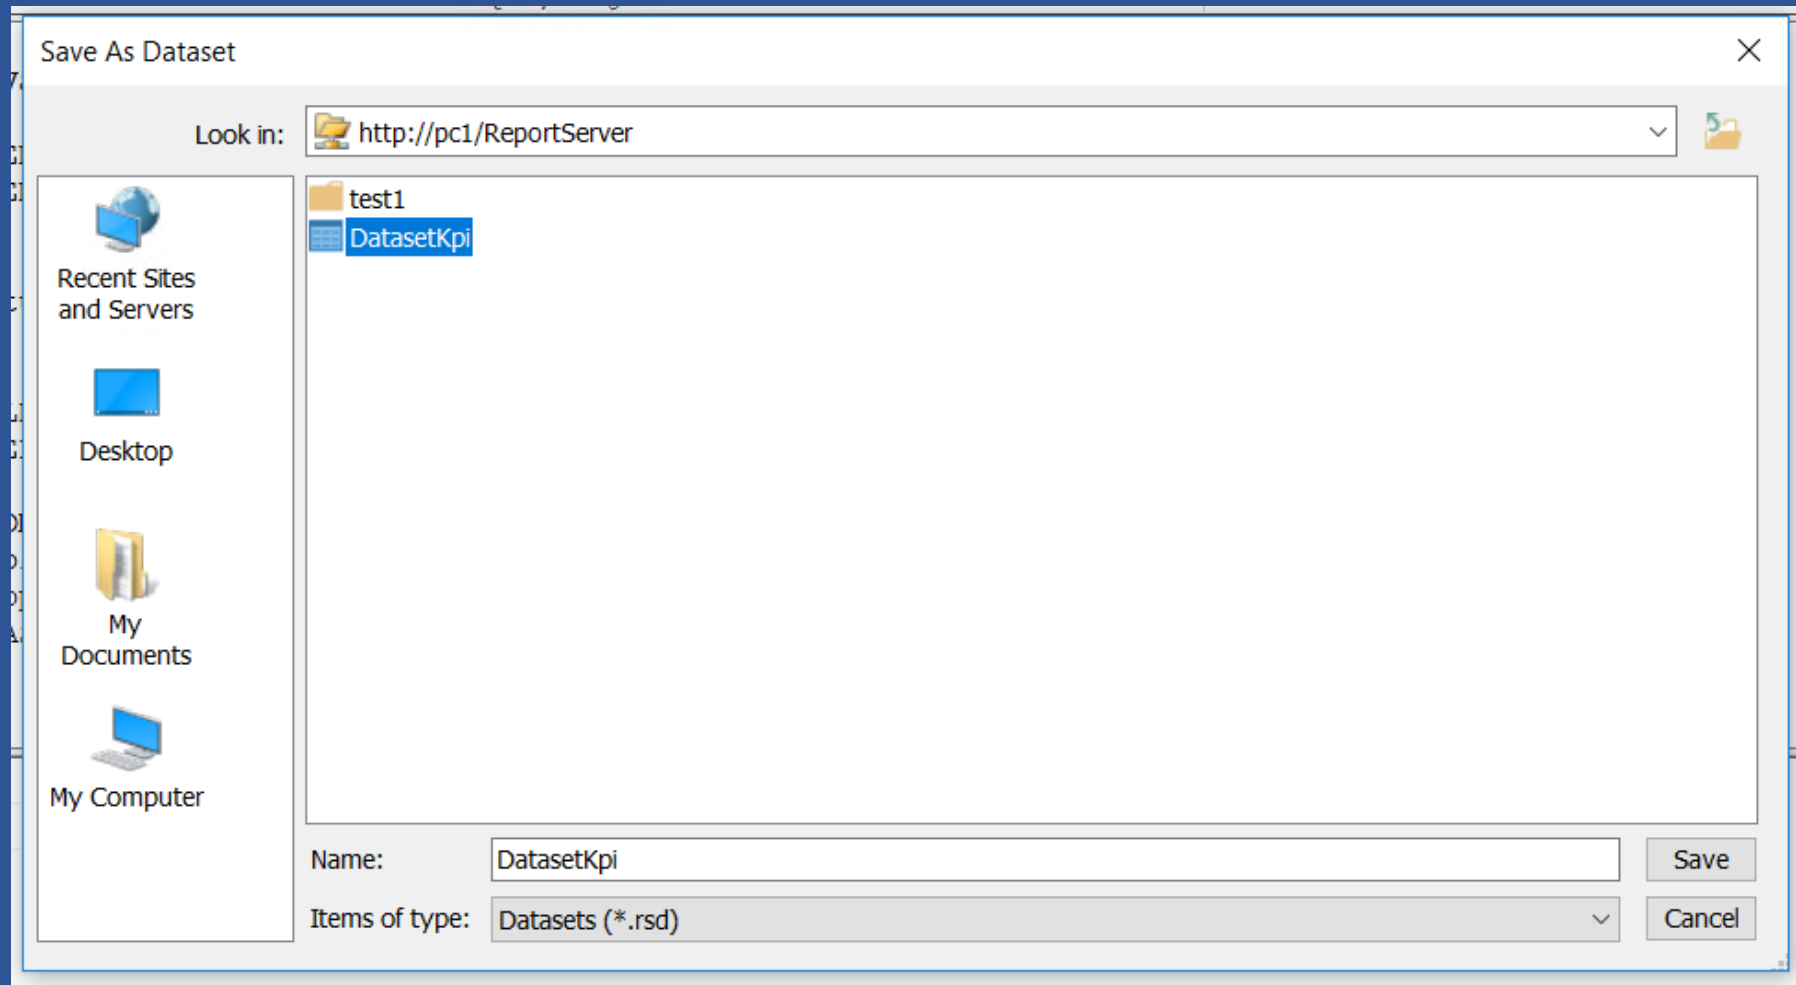 Save As Dataset
Look in:
http://pc1/ReportServer
Recent Sites
and Servers
Desktop
My
Documents
My Computer
test1
DatasetKpi
Name:
DatasetKpi
Save
Items of type:
Datasets (*.rsd)
Cancel